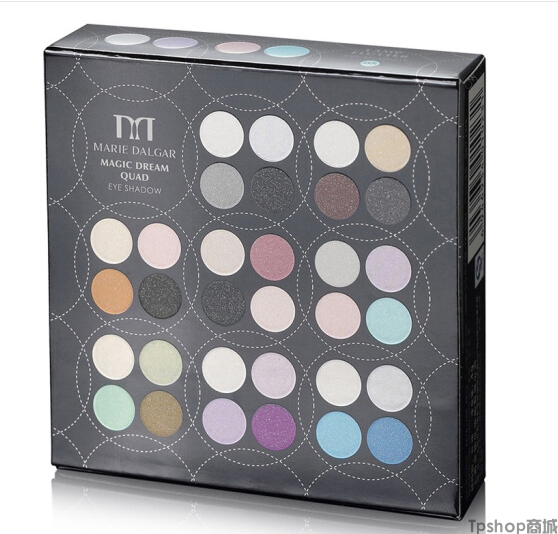 MARIE DALGAR
MAGIC DREAM
QUAD
EYE SHADOW
Tpshop商城